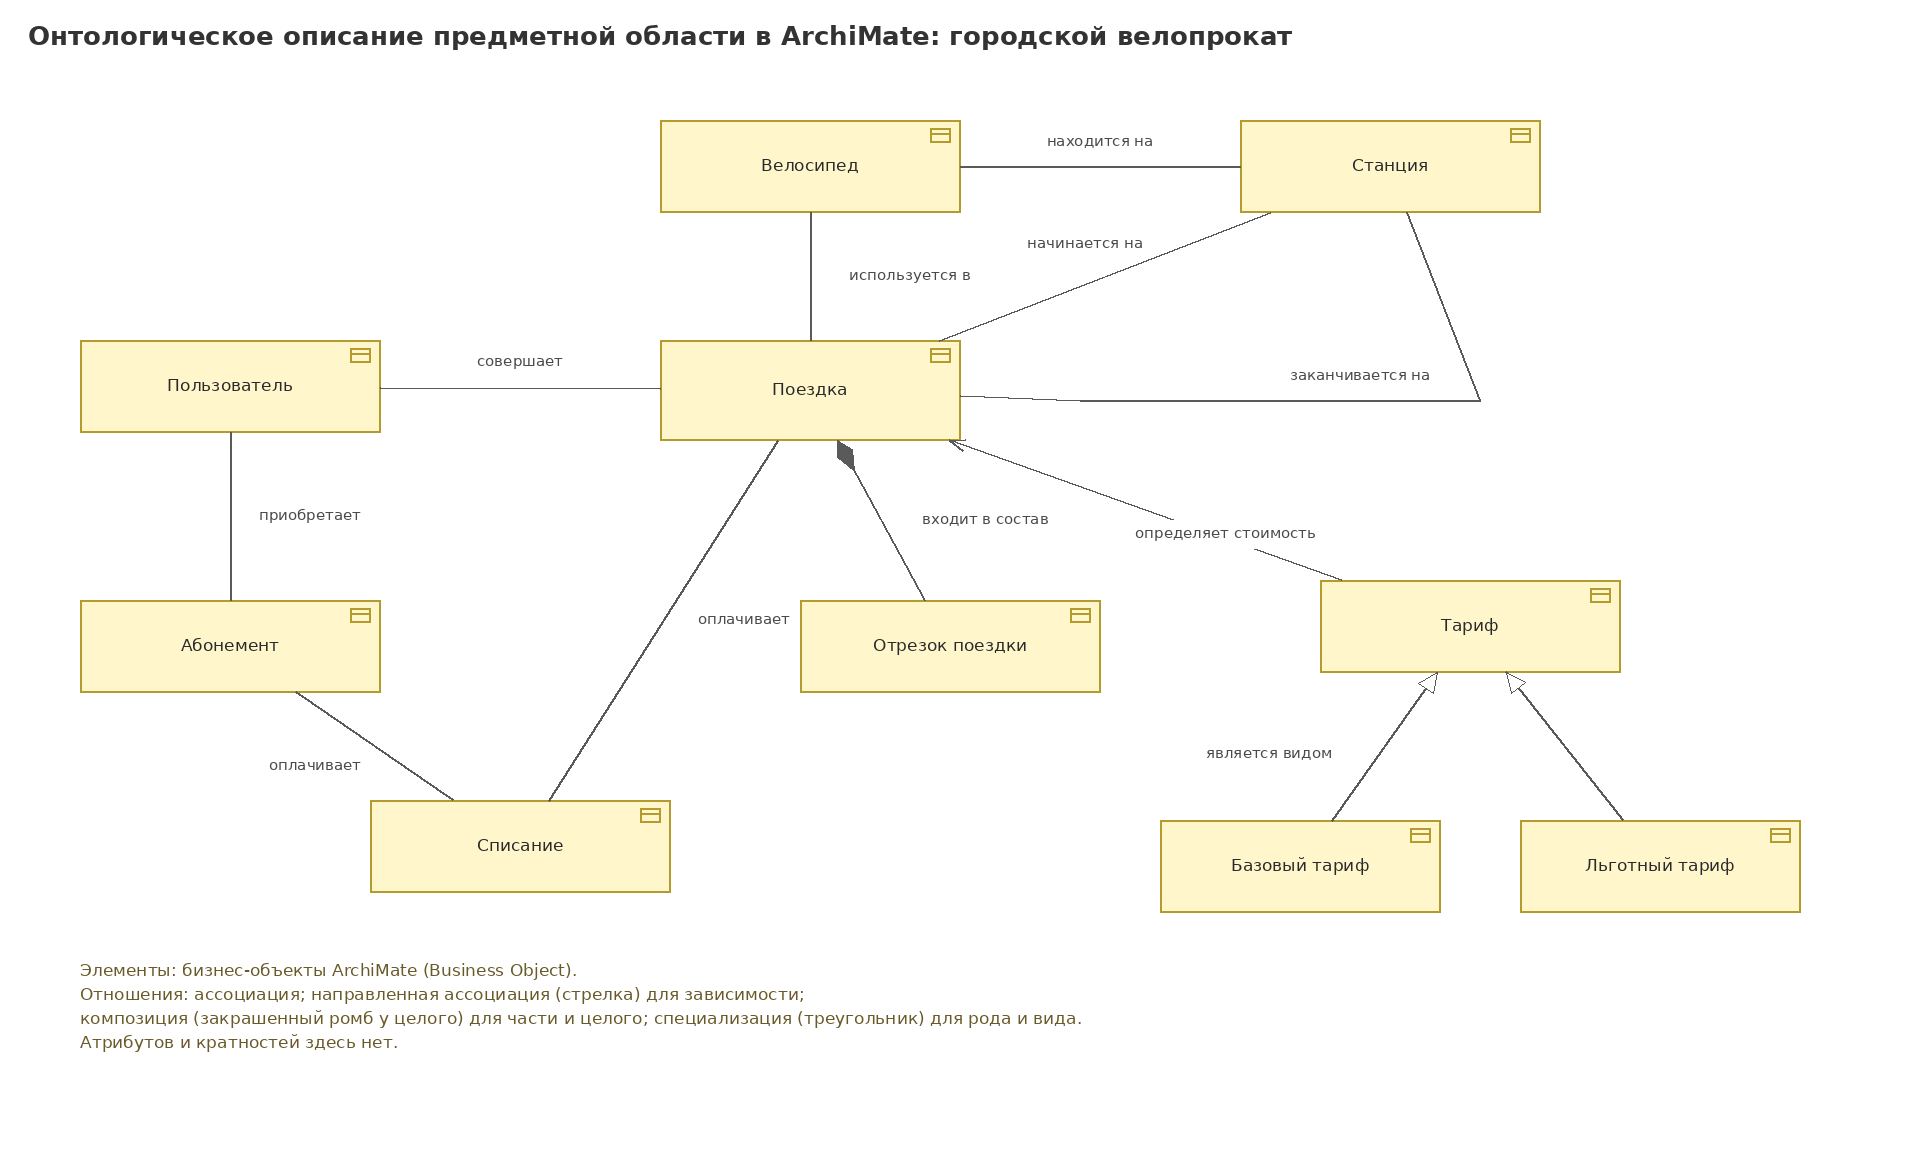 Онтологическое описание предметной области в ArchiMate: городской велопрокат
Велосипед
находится на
Станция
начинается на
используется в
Пользователь
совершает
Поездка
заканчивается на
приобретает
входит в состав
определяет стоимость
Абонемент
оплачивает
Отрезок поездки
Тариф
оплачивает
является видом
Списание
Базовый тариф
Льготный тариф
Элементы: бизнес-объекты ArchiMate (Business Object).
Отношения: ассоциация; направленная ассоциация (стрелка) для зависимости;
композиция (закрашенный ромб у целого) для части и целого; специализация (треугольник) для рода и вида.
Атрибутов и кратностей здесь нет.